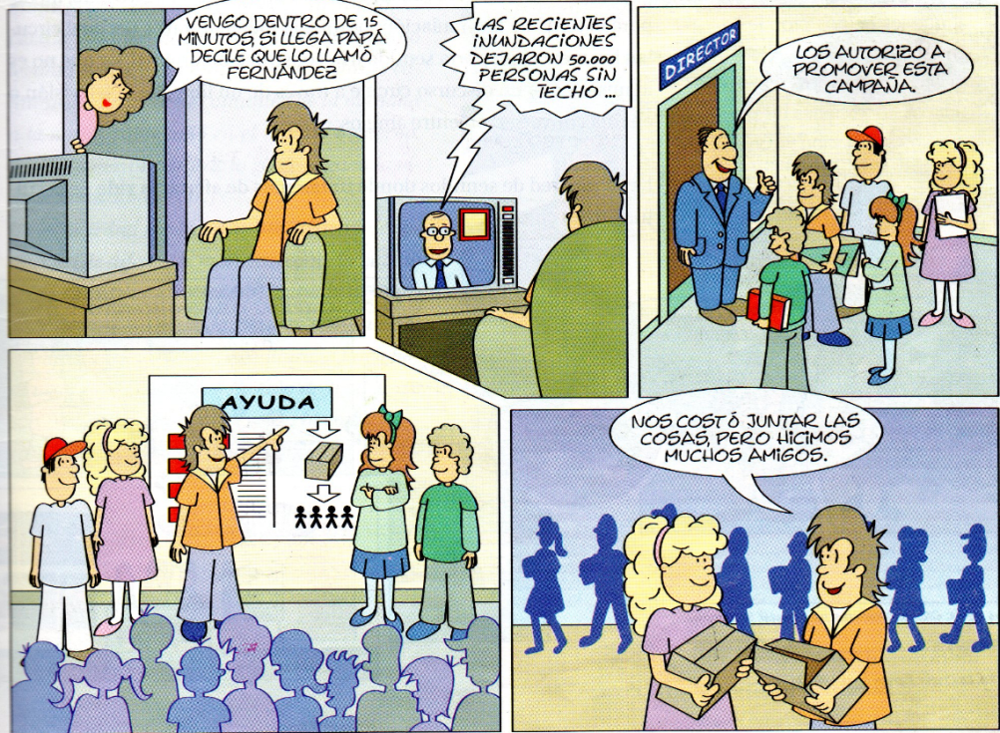 VENGO DENTRO DE 15
MINUTOS, SI LLEGA PAPÁ
DECILE QUE LO LLAMÓ
FERNÁNDEZ
LAS RECIENTES
INUNDACIONES
DEJARON 50.000
PERSONAS SIN
TECHO ...
DIRECTOR
LOS AUTORIZO A
PROMOVER ESTA
CAMPAÑA.
AYUDA
NOS COSTÓ JUNTAR LAS
COSAS, PERO HICIMOS
MUCHOS AMIGOS.